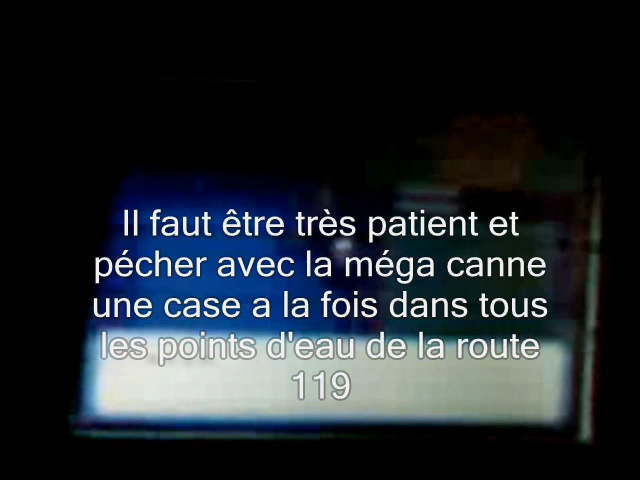 Il faut être très patient et
pécher avec la méga canne
une case a la fois dans tous
les points d'eau de la route
119